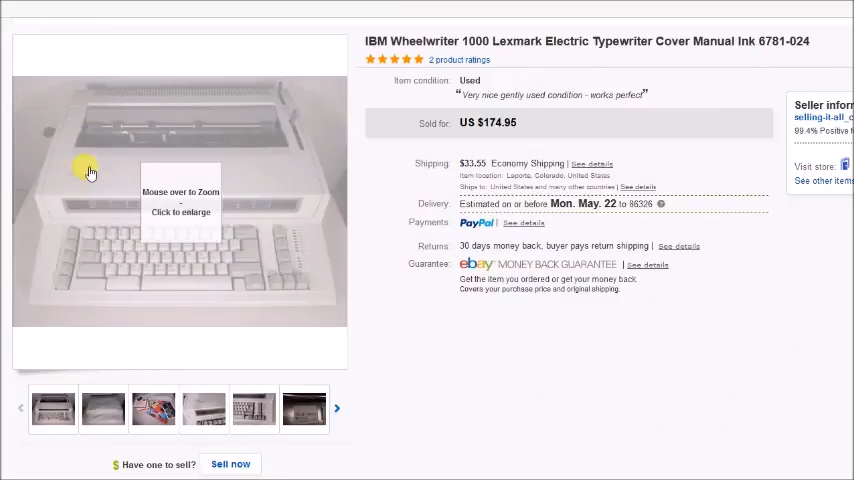 IBM Wheelwriter 1000 Lexmark Electric Typewriter Cover Manual Ink 6781-024
2 product ratings
Item condition: Used
“Very nice gently used condition - works perfect”
Sold for: US $174.95
Shipping: $33.55 Economy Shipping | See details
Item location: Laporte, Colorado, United States
Ships to: United States and many other countries | See details
Delivery: Estimated on or before Mon. May. 22 to 86326
Payments: PayPal | See details
Returns: 30 days money back, buyer pays return shipping | See details
Guarantee: ebay MONEY BACK GUARANTEE | See details
Get the item you ordered or get your money back.
Covers your purchase price and original shipping.
Seller inforr
selling-it-all_c
99.4% Positive f
Visit store:
See other items
Mouse over to Zoom
-
Click to enlarge
$ Have one to sell? Sell now